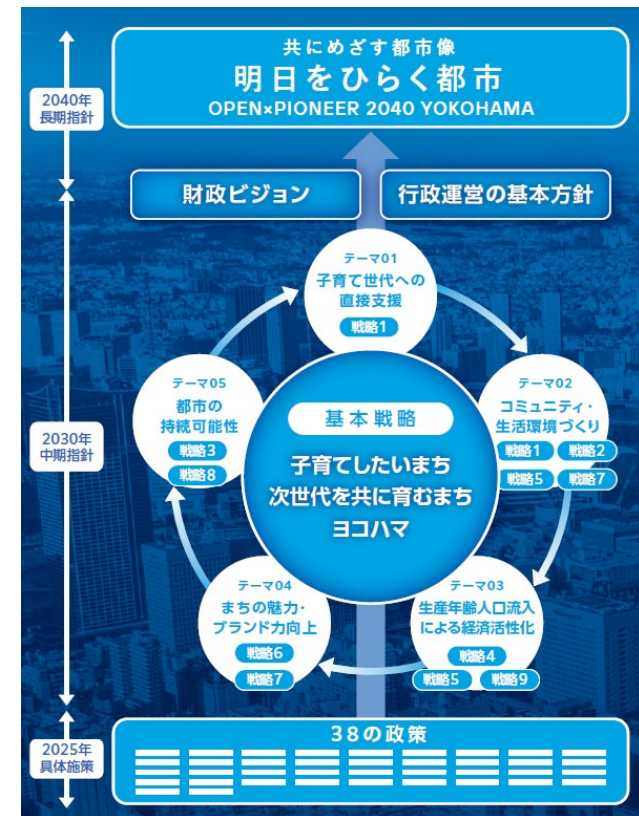 共にめざす都市像
明日をひらく都市
OPEN×PIONEER 2040 YOKOHAMA
2040年
長期指針
財政ビジョン
行政運営の基本方針
テーマ01
子育て世代への
直接支援
戦略1
テーマ05
都市の
持続可能性
戦略3
戦略8
テーマ02
コミュニティ・
生活環境づくり
戦略1 戦略2
戦略5 戦略7
2030年
中期指針
基本戦略
子育てしたいまち
次世代を共に育むまち
ヨコハマ
テーマ04
まちの魅力・
ブランド力向上
戦略6
戦略7
テーマ03
生産年齢人口流入
による経済活性化
戦略4
戦略5 戦略9
2025年
具体施策
38の政策